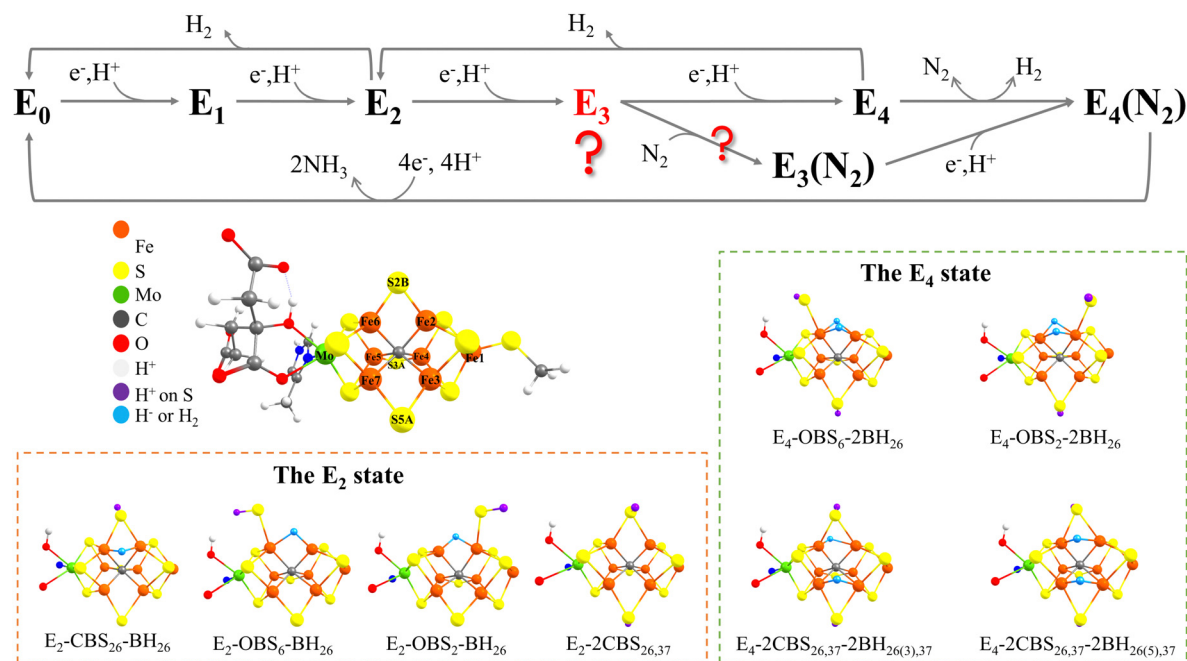 H₂
H₂
e⁻,H⁺
e⁻,H⁺
e⁻,H⁺
e⁻,H⁺
N₂
H₂
E₀
E₁
E₂
E₃
E₄
E₄(N₂)
?
N₂
?
E₃(N₂)
e⁻,H⁺
2NH₃
4e⁻, 4H⁺
Fe
S
Mo
C
O
H⁺
H⁺ on S
H⁻ or H₂
S2B
Fe6
Fe2
Mo
Fe5
Fe4
Fe1
S3A
Fe7
Fe3
S5A
The E₄ state
E₄-OBS₆-2BH₂₆
E₄-OBS₂-2BH₂₆
E₄-2CBS₂₆,₃₇-2BH₂₆₍₃₎,₃₇
E₄-2CBS₂₆,₃₇-2BH₂₆₍₅₎,₃₇
The E₂ state
E₂-CBS₂₆-BH₂₆
E₂-OBS₆-BH₂₆
E₂-OBS₂-BH₂₆
E₂-2CBS₂₆,₃₇